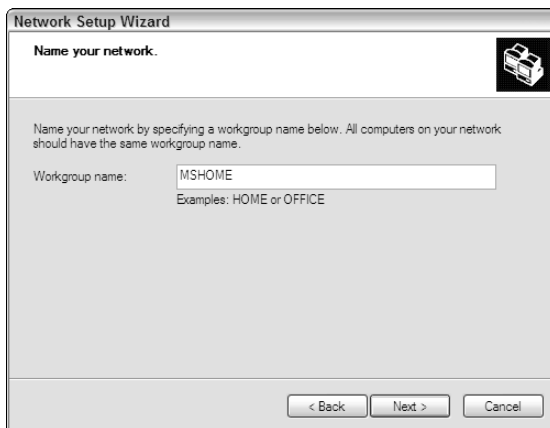 Network Setup Wizard
Name your network.
Name your network by specifying a workgroup name below. All computers on your network
should have the same workgroup name.
Workgroup name: MSHOME
Examples: HOME or OFFICE
< Back Next > Cancel